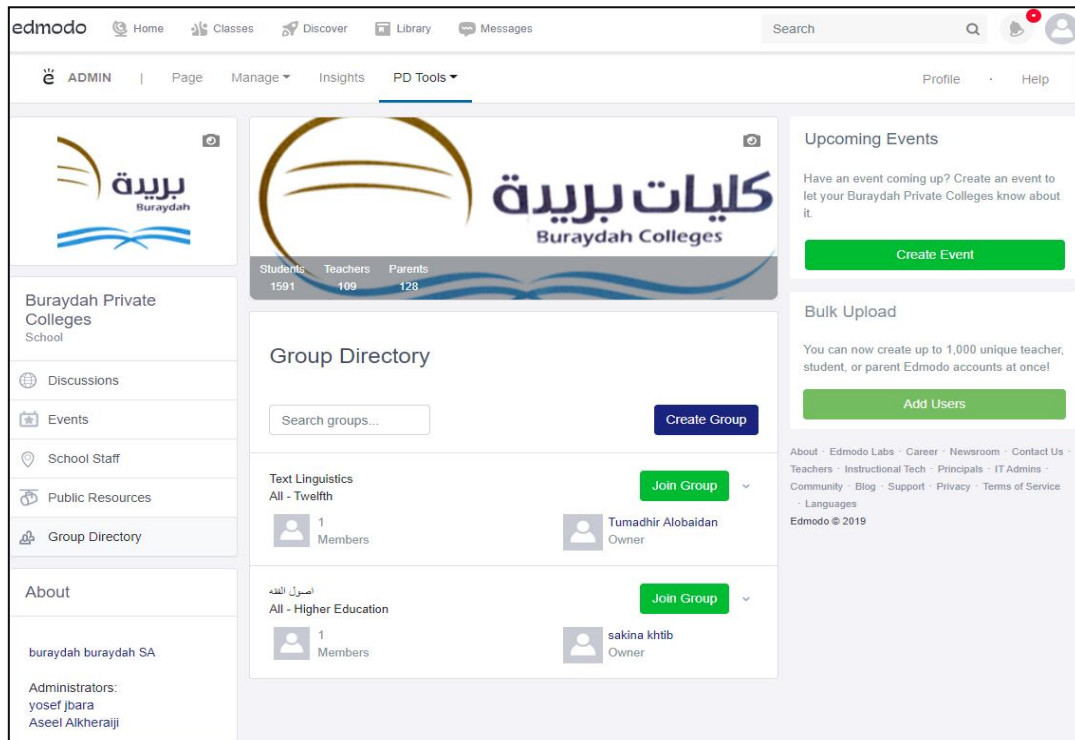 edmodo Home Classes Discover Library Messages Search
ë ADMIN | Page Manage Insights PD Tools Profile · Help
بريدة
Buraydah
Buraydah Private
Colleges
School
Discussions
Events
School Staff
Public Resources
Group Directory
About
buraydah buraydah SA
Administrators:
yosef jbara
Aseel Alkheraiji
كليات بريدة
Buraydah Colleges
Students Teachers Parents
1591 109 128
Group Directory
Search groups... Create Group
Text Linguistics
All - Twelfth
Join Group
1
Members
Tumadhir Alobaidan
Owner
اصول الفقه
All - Higher Education
Join Group
1
Members
sakina khtib
Owner
Upcoming Events
Have an event coming up? Create an event to
let your Buraydah Private Colleges know about
it.
Create Event
Bulk Upload
You can now create up to 1,000 unique teacher,
student, or parent Edmodo accounts at once!
Add Users
About · Edmodo Labs · Career · Newsroom · Contact Us ·
Teachers · Instructional Tech · Principals · IT Admins ·
Community · Blog · Support · Privacy · Terms of Service
· Languages
Edmodo © 2019